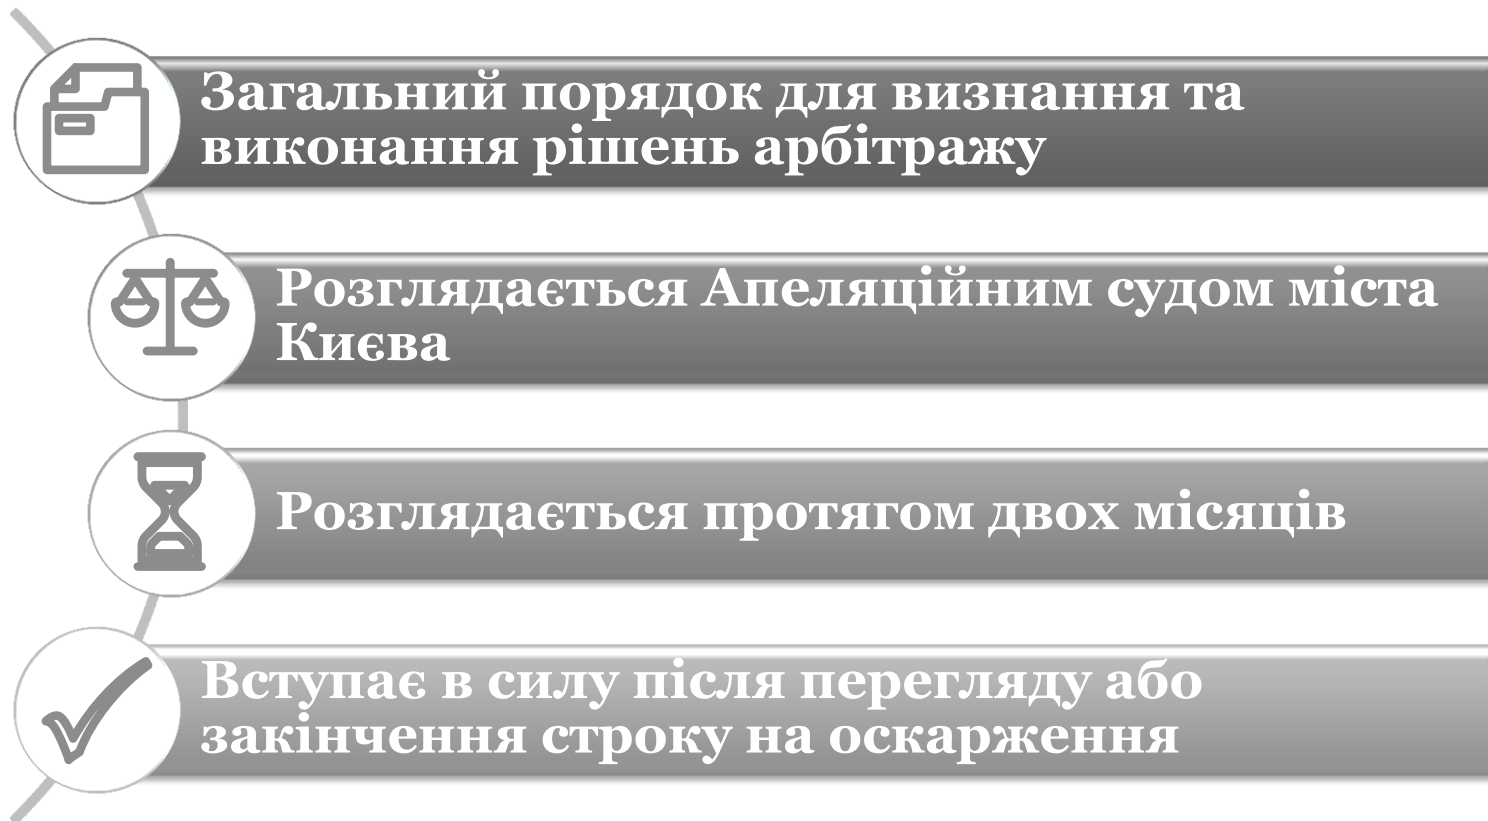 Загальний порядок для визнання та
виконання рішень арбітражу
Розглядається Апеляційним судом міста
Києва
Розглядається протягом двох місяців
Вступає в силу після перегляду або
закінчення строку на оскарження